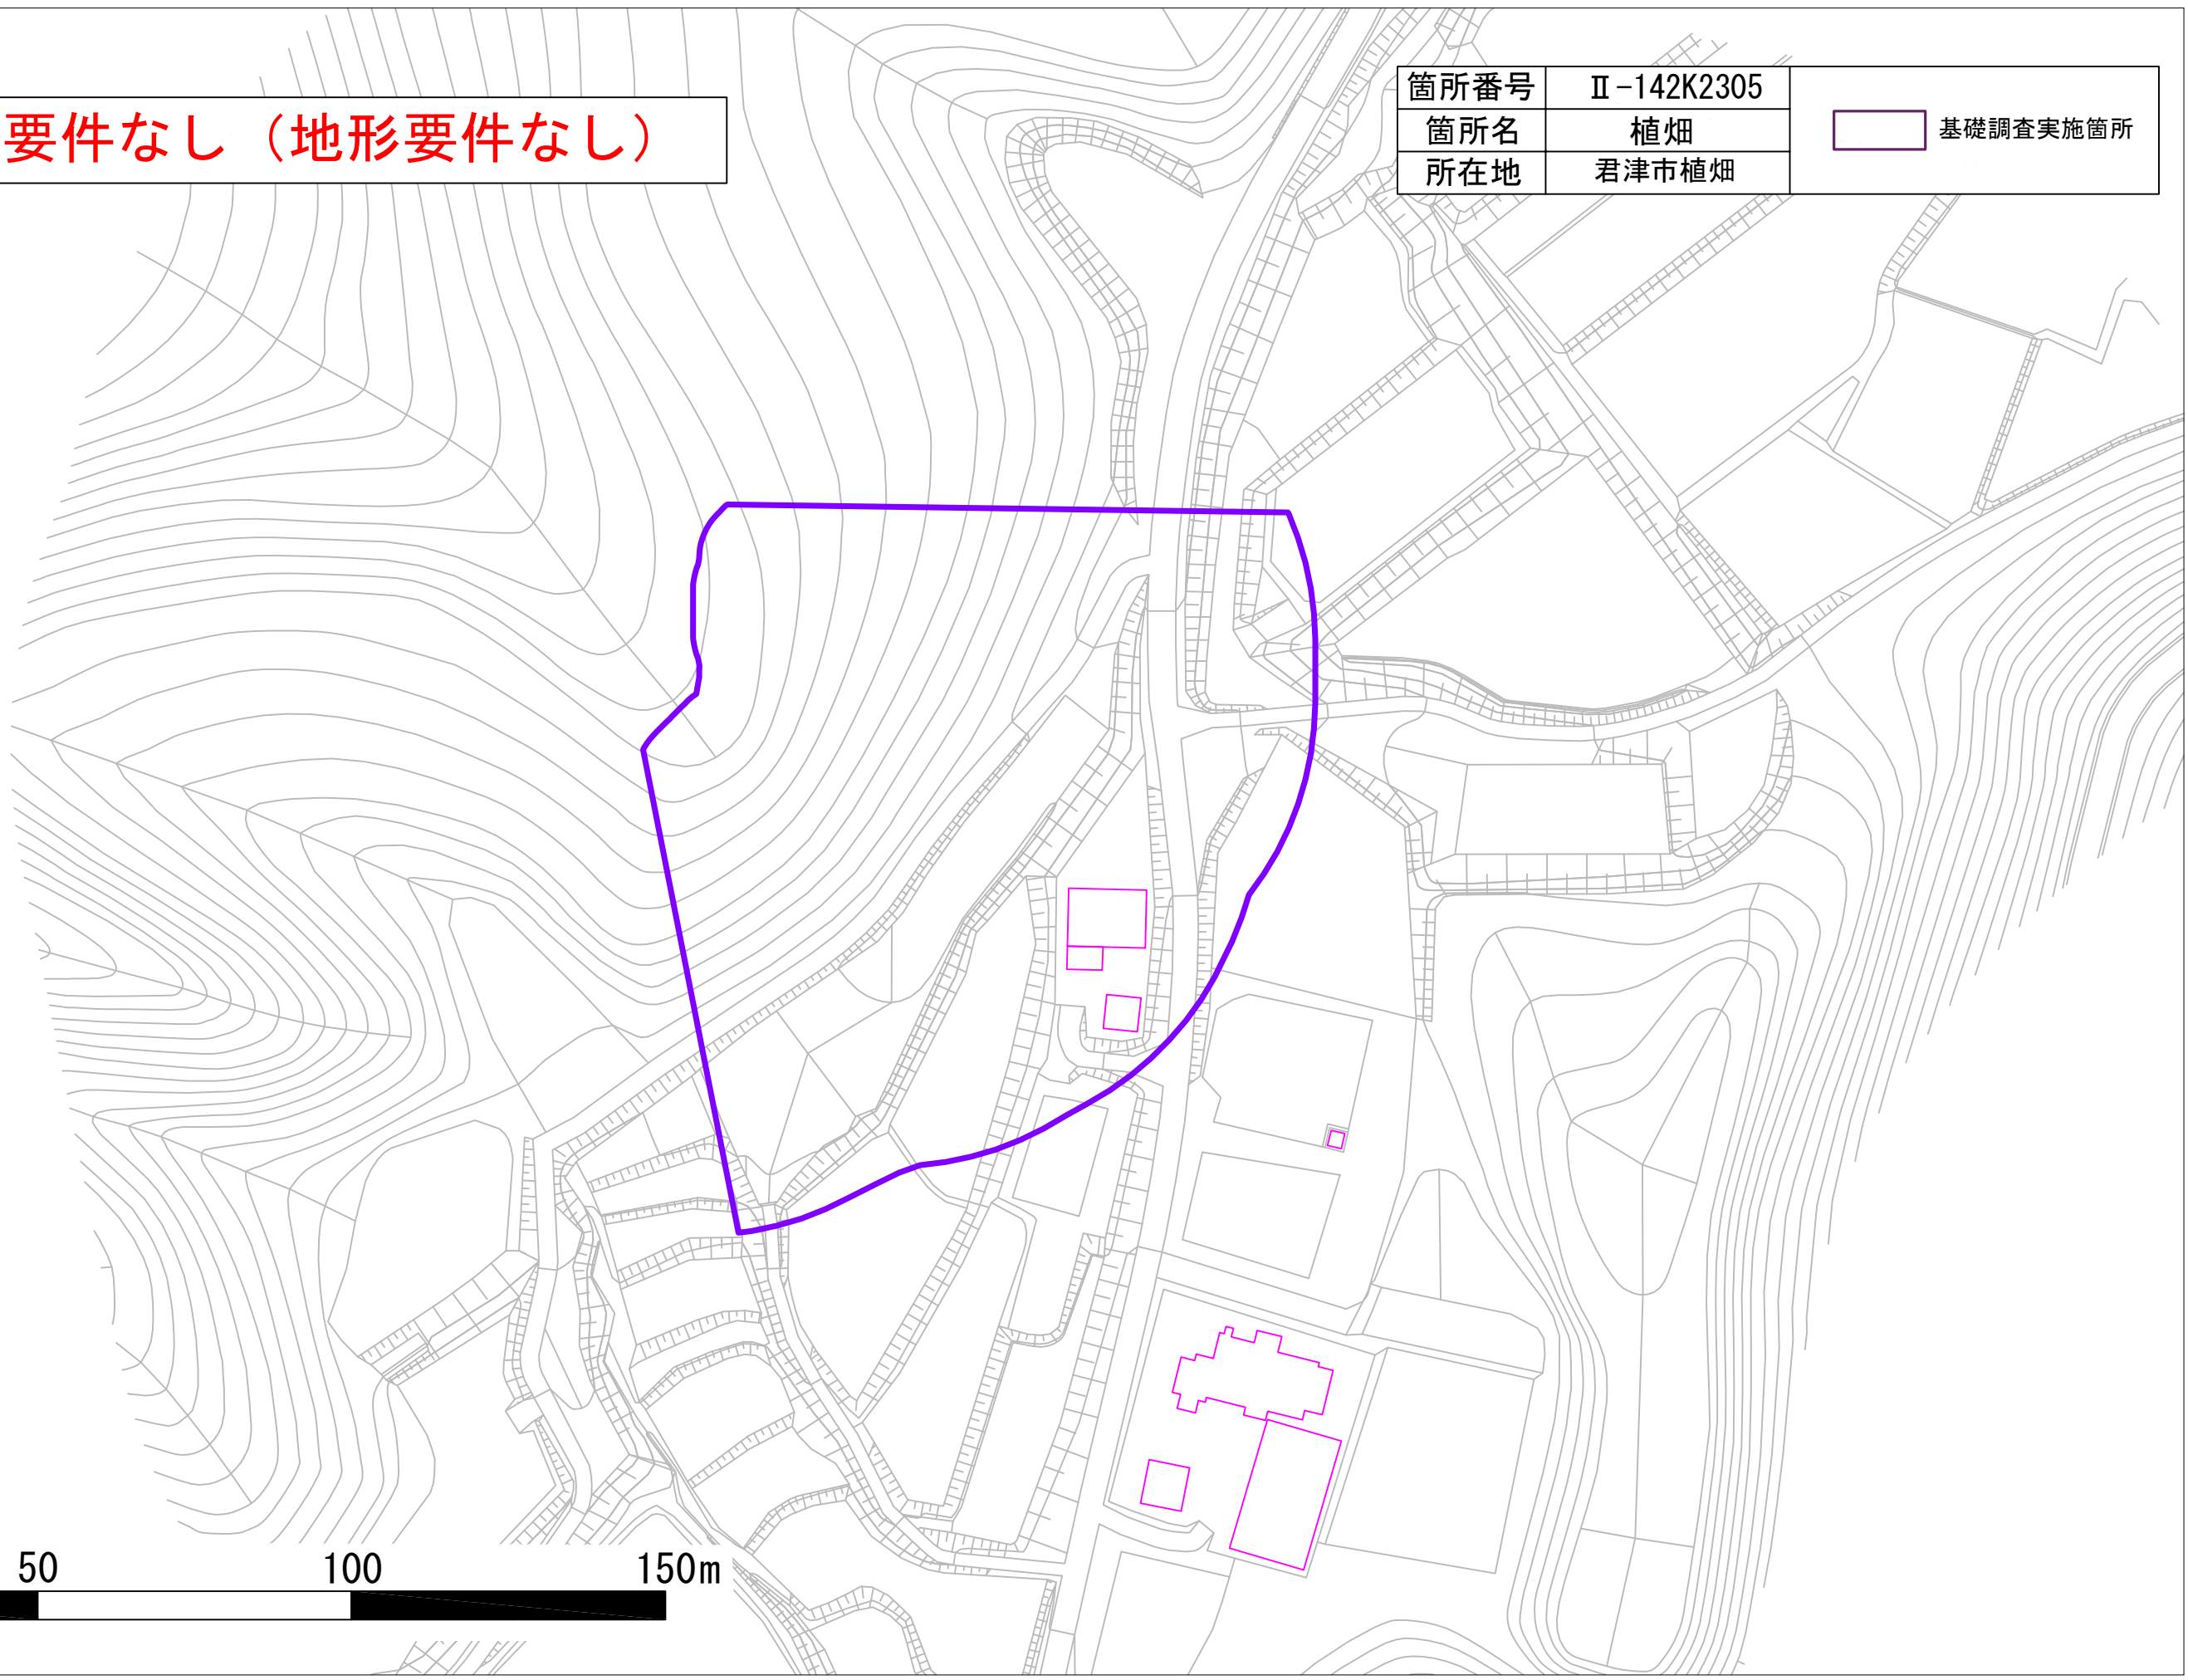 要件なし（地形要件なし）
箇所番号 Ⅱ-142K2305
箇所名 植畑
所在地 君津市植畑
基礎調査実施箇所
50 100 150m